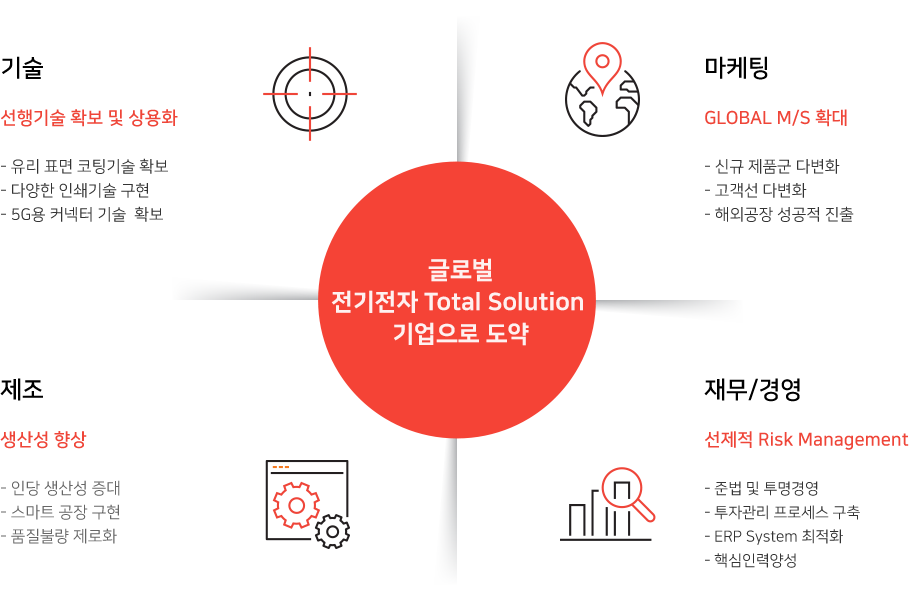 기술
선행기술 확보 및 상용화
- 유리 표면 코팅기술 확보
- 다양한 인쇄기술 구현
- 5G용 커넥터 기술 확보
마케팅
GLOBAL M/S 확대
- 신규 제품군 다변화
- 고객선 다변화
- 해외공장 성공적 진출
글로벌
전기전자 Total Solution
기업으로 도약
제조
생산성 향상
- 인당 생산성 증대
- 스마트 공장 구현
- 품질불량 제로화
재무/경영
선제적 Risk Management
- 준법 및 투명경영
- 투자관리 프로세스 구축
- ERP System 최적화
- 핵심인력양성